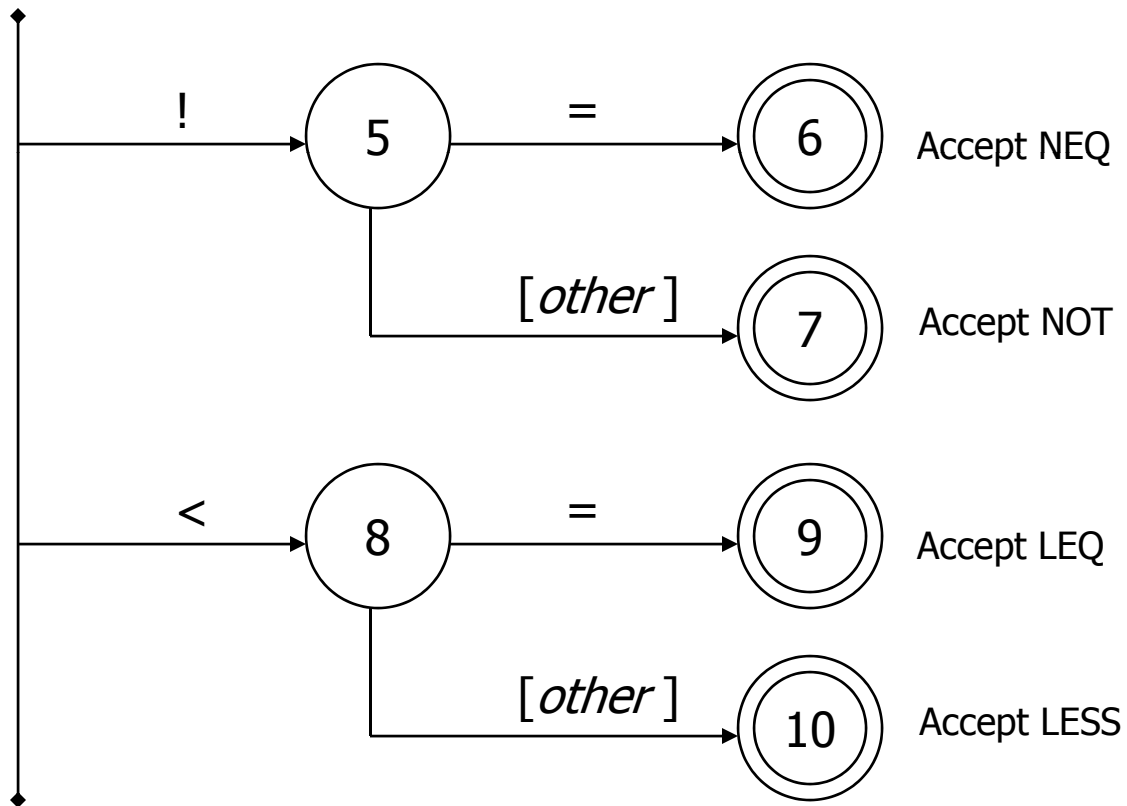 ! 5 = 6 Accept NEQ
[other ] 7 Accept NOT
< 8 = 9 Accept LEQ
[other ] 10 Accept LESS